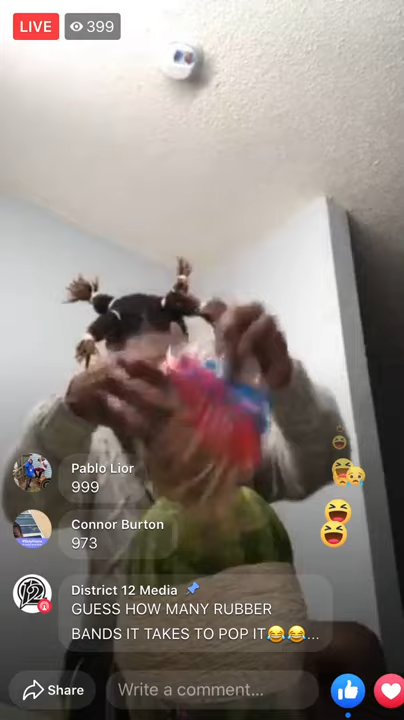 LIVE 399
Pablo Lior
999
Connor Burton
973
District 12 Media
GUESS HOW MANY RUBBER
BANDS IT TAKES TO POP IT😂😂...
Share Write a comment...